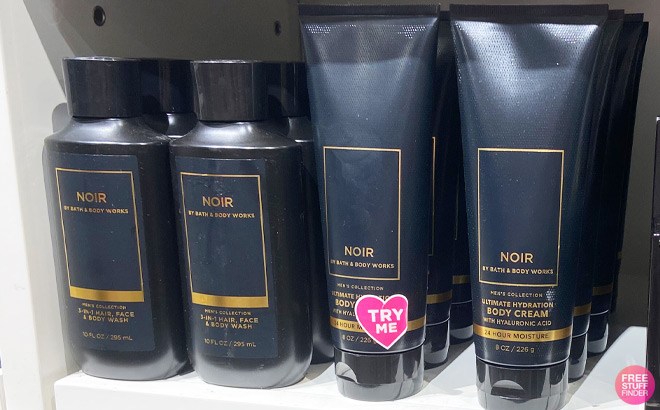 NOIR
BY BATH & BODY WORKS
MEN'S COLLECTION
3-IN-1 HAIR, FACE
& BODY WASH
10 FL OZ / 295 mL
NOIR
BY BATH & BODY WORKS
MEN'S COLLECTION
3-IN-1 HAIR, FACE
& BODY WASH
10 FL OZ / 295 mL
NOIR
BY BATH & BODY WORKS
MEN'S COLLECTION
ULTIMATE HYDRATION
BODY
WITH HYALURONIC
24 HOUR
8 OZ / 226
TRY
ME
NOIR
BY BATH & BODY WORKS
MEN'S COLLECTION
ULTIMATE HYDRATION
BODY CREAM
WITH HYALURONIC ACID
24 HOUR MOISTURE
8 OZ / 226 g
FREE
STUFF
FINDER